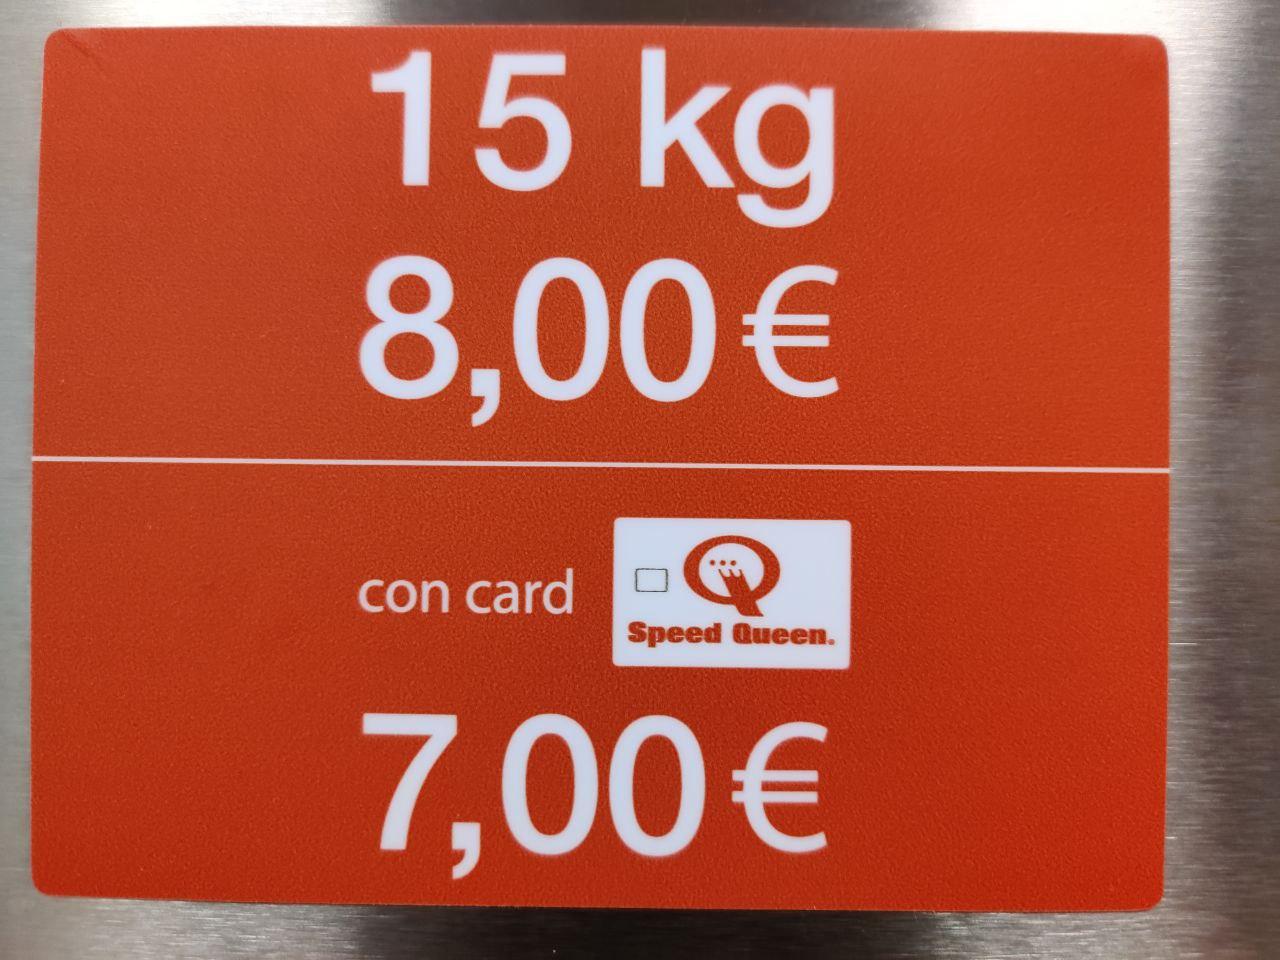 15 kg
8,00 €
con card
Speed Queen.
7,00 €